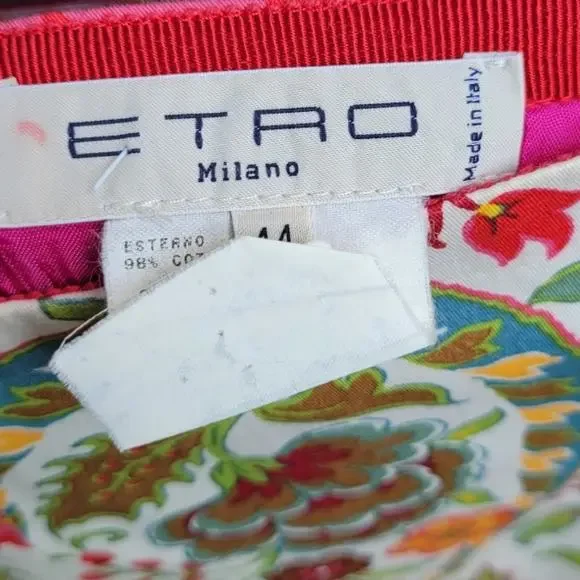 ETRO
Milano
Made in Italy
44
ESTERNO
98% COT